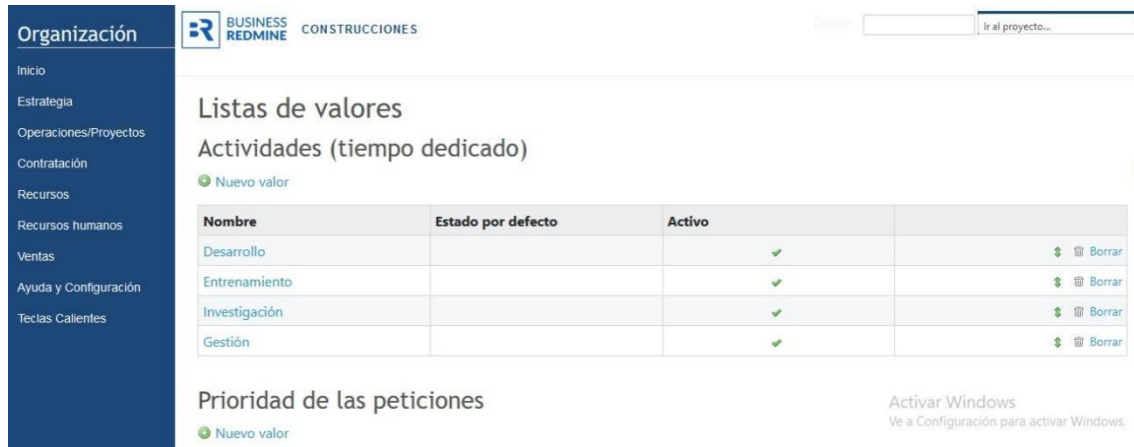 Organización
Inicio
Estrategia
Operaciones/Proyectos
Contratación
Recursos
Recursos humanos
Ventas
Ayuda y Configuración
Teclas Calientes
BUSINESS
REDMINE
CONSTRUCCIONES
Ir al proyecto...
Listas de valores
Actividades (tiempo dedicado)
Nuevo valor
Nombre Estado por defecto Activo
Desarrollo Borrar
Entrenamiento Borrar
Investigación Borrar
Gestión Borrar
Prioridad de las peticiones
Nuevo valor
Activar Windows
Ve a Configuración para activar Windows.